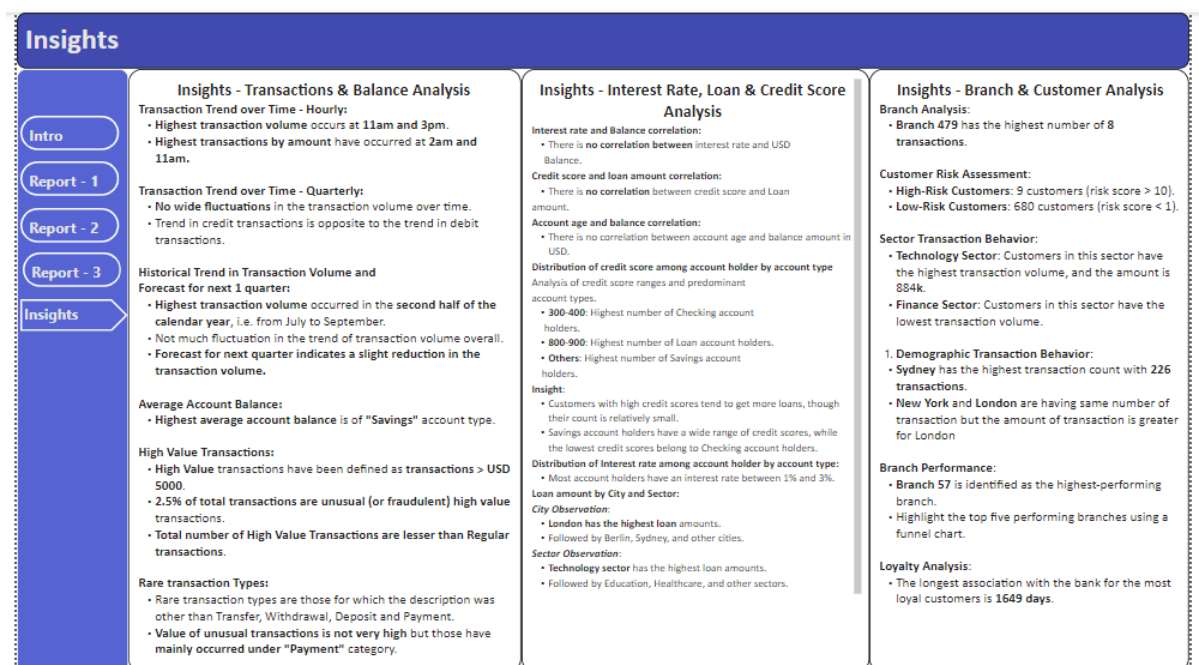 Insights
Intro
Report - 1
Report - 2
Report - 3
Insights
Insights - Transactions & Balance Analysis
Transaction Trend over Time - Hourly:
• Highest transaction volume occurs at 11am and 3pm.
• Highest transactions by amount have occurred at 2am and
11am.
Transaction Trend over Time - Quarterly:
• No wide fluctuations in the transaction volume over time.
• Trend in credit transactions is opposite to the trend in debit
transactions.
Historical Trend in Transaction Volume and
Forecast for next 1 quarter:
• Highest transaction volume occurred in the second half of the
calendar year, i.e. from July to September.
• Not much fluctuation in the trend of transaction volume overall.
• Forecast for next quarter indicates a slight reduction in the
transaction volume.
Average Account Balance:
• Highest average account balance is of "Savings" account type.
High Value Transactions:
• High Value transactions have been defined as transactions > USD
5000.
• 2.5% of total transactions are unusual (or fraudulent) high value
transactions.
• Total number of High Value Transactions are lesser than Regular
transactions.
Rare transaction Types:
• Rare transaction types are those for which the description was
other than Transfer, Withdrawal, Deposit and Payment.
• Value of unusual transactions is not very high but those have
mainly occurred under "Payment" category.
Insights - Interest Rate, Loan & Credit Score
Analysis
Interest rate and Balance correlation:
• There is no correlation between interest rate and USD
Balance.
Credit score and loan amount correlation:
• There is no correlation between credit score and Loan
amount.
Account age and balance correlation:
• There is no correlation between account age and balance amount in
USD.
Distribution of credit score among account holder by account type
Analysis of credit score ranges and predominant
account types.
• 300-400: Highest number of Checking account
holders.
• 800-900: Highest number of Loan account holders.
• Others: Highest number of Savings account
holders.
Insight:
• Customers with high credit scores tend to get more loans, though
their count is relatively small.
• Savings account holders have a wide range of credit scores, while
the lowest credit scores belong to Checking account holders.
Distribution of Interest rate among account holder by account type:
• Most account holders have an interest rate between 1% and 3%.
Loan amount by City and Sector:
City Observation:
• London has the highest loan amounts.
• Followed by Berlin, Sydney, and other cities.
Sector Observation:
• Technology sector has the highest loan amounts.
• Followed by Education, Healthcare, and other sectors.
Insights - Branch & Customer Analysis
Branch Analysis:
• Branch 479 has the highest number of 8
transactions.
Customer Risk Assessment:
• High-Risk Customers: 9 customers (risk score > 10).
• Low-Risk Customers: 680 customers (risk score < 1).
Sector Transaction Behavior:
• Technology Sector: Customers in this sector have
the highest transaction volume, and the amount is
884k.
• Finance Sector: Customers in this sector have the
lowest transaction volume.
1. Demographic Transaction Behavior:
• Sydney has the highest transaction count with 226
transactions.
• New York and London are having same number of
transaction but the amount of transaction is greater
for London
Branch Performance:
• Branch 57 is identified as the highest-performing
branch.
• Highlight the top five performing branches using a
funnel chart.
Loyalty Analysis:
• The longest association with the bank for the most
loyal customers is 1649 days.